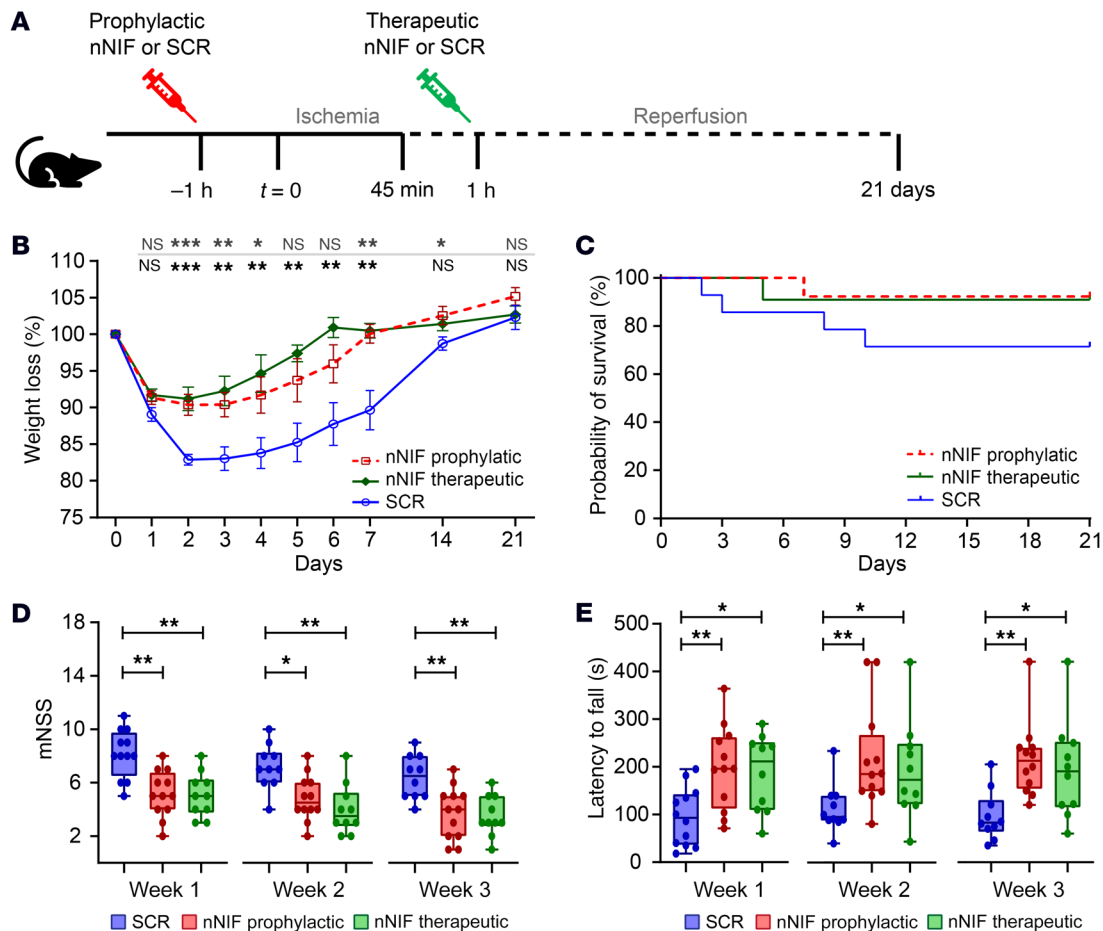 A
Prophylactic
nNIF or SCR
Therapeutic
nNIF or SCR
Ischemia
Reperfusion
–1 h
t = 0
45 min
1 h
21 days
B
NS *** ** * NS NS ** * NS
NS *** ** ** ** ** ** NS NS
Weight loss (%)
110
105
100
95
90
85
80
75
nNIF prophylatic
nNIF therapeutic
SCR
0 1 2 3 4 5 6 7 14 21
Days
C
Probability of survival (%)
100
80
60
40
20
0
nNIF prophylatic
nNIF therapeutic
SCR
0 3 6 9 12 15 18 21
Days
D
mNSS
18
14
10
6
2
** ** **
** * **
Week 1 Week 2 Week 3
SCR nNIF prophylactic nNIF therapeutic
E
Latency to fall (s)
500
400
300
200
100
0
* * *
** ** **
Week 1 Week 2 Week 3
SCR nNIF prophylactic nNIF therapeutic